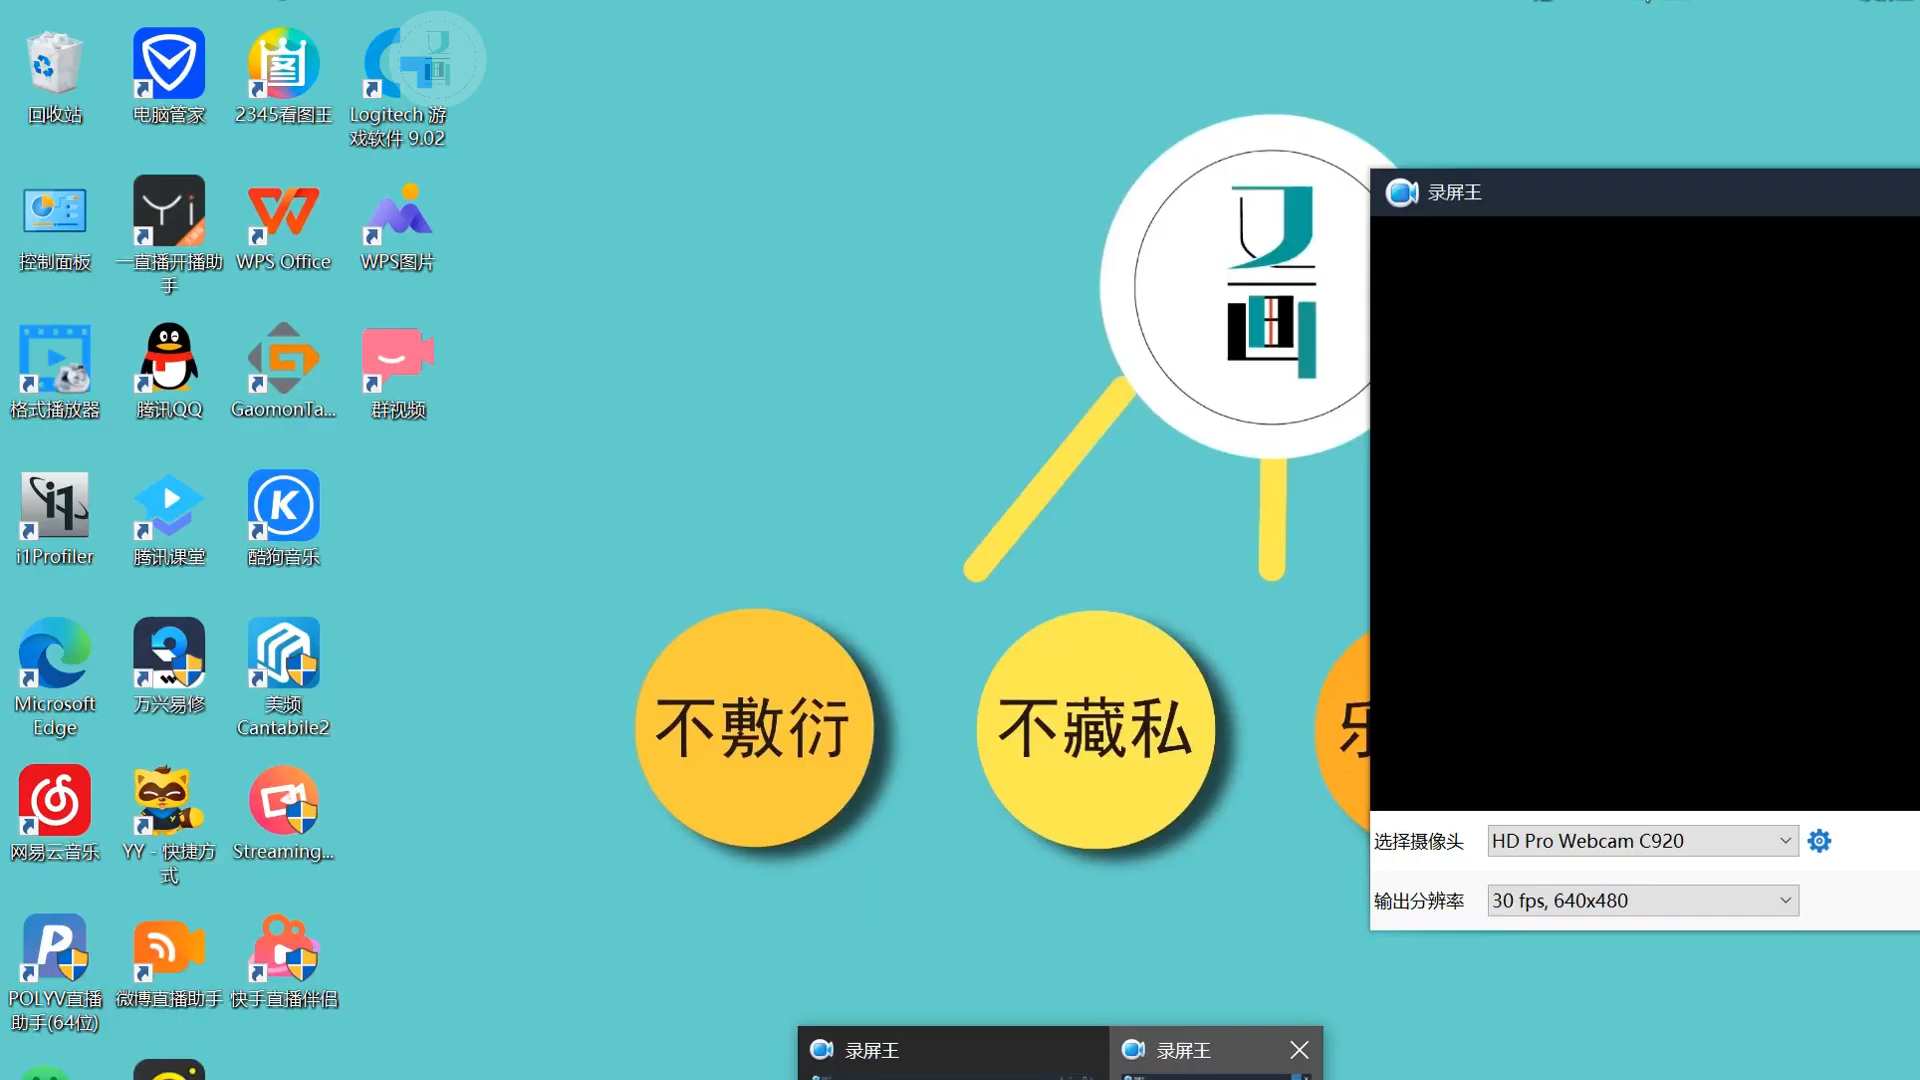 回收站
电脑管家
2345看图王
Logitech 游
戏软件 9.02
控制面板
一直播开播助
手
WPS Office
WPS图片
格式播放器
腾讯QQ
GaomonTa...
群视频
i1Profiler
腾讯课堂
酷狗音乐
Microsoft
Edge
万兴易修
美频
Cantabile2
网易云音乐
YY - 快捷方
式
Streaming...
POLYV直播
助手(64位)
微博直播助手
快手直播伴侣
不敷衍
不藏私
乐
录屏王
选择摄像头
HD Pro Webcam C920
输出分辨率
30 fps, 640x480
录屏王
录屏王